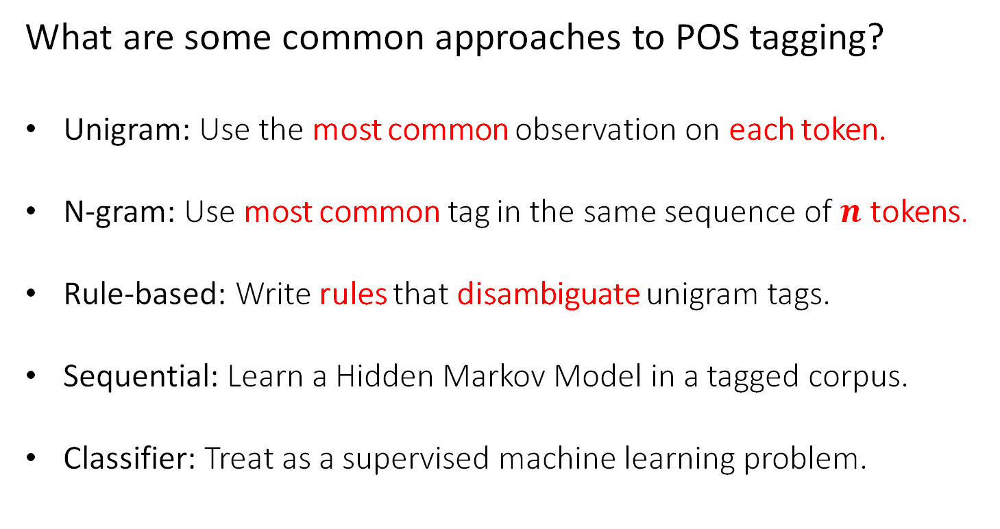 What are some common approaches to POS tagging?
• Unigram: Use the most common observation on each token.
• N-gram: Use most common tag in the same sequence of n tokens.
• Rule-based: Write rules that disambiguate unigram tags.
• Sequential: Learn a Hidden Markov Model in a tagged corpus.
• Classifier: Treat as a supervised machine learning problem.